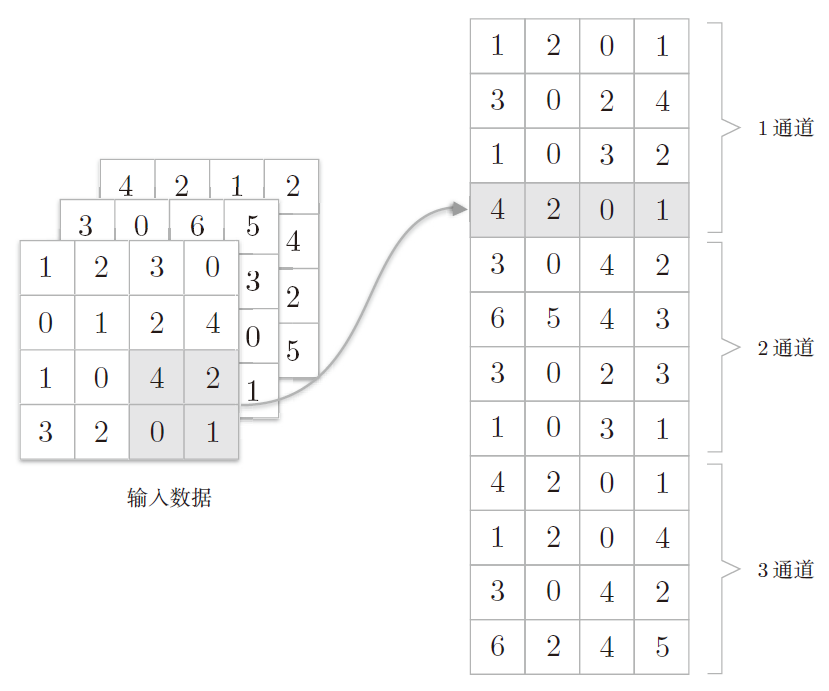 4 2 1 2
3 0 6 5
4
1 2 3 0
3
2
0 1 2 4
0
5
1 0 4 2
1
3 2 0 1
输入数据
1 2 0 1
3 0 2 4
1 0 3 2
4 2 0 1
1 通道
3 0 4 2
6 5 4 3
3 0 2 3
1 0 3 1
2 通道
4 2 0 1
1 2 0 4
3 0 4 2
6 2 4 5
3 通道